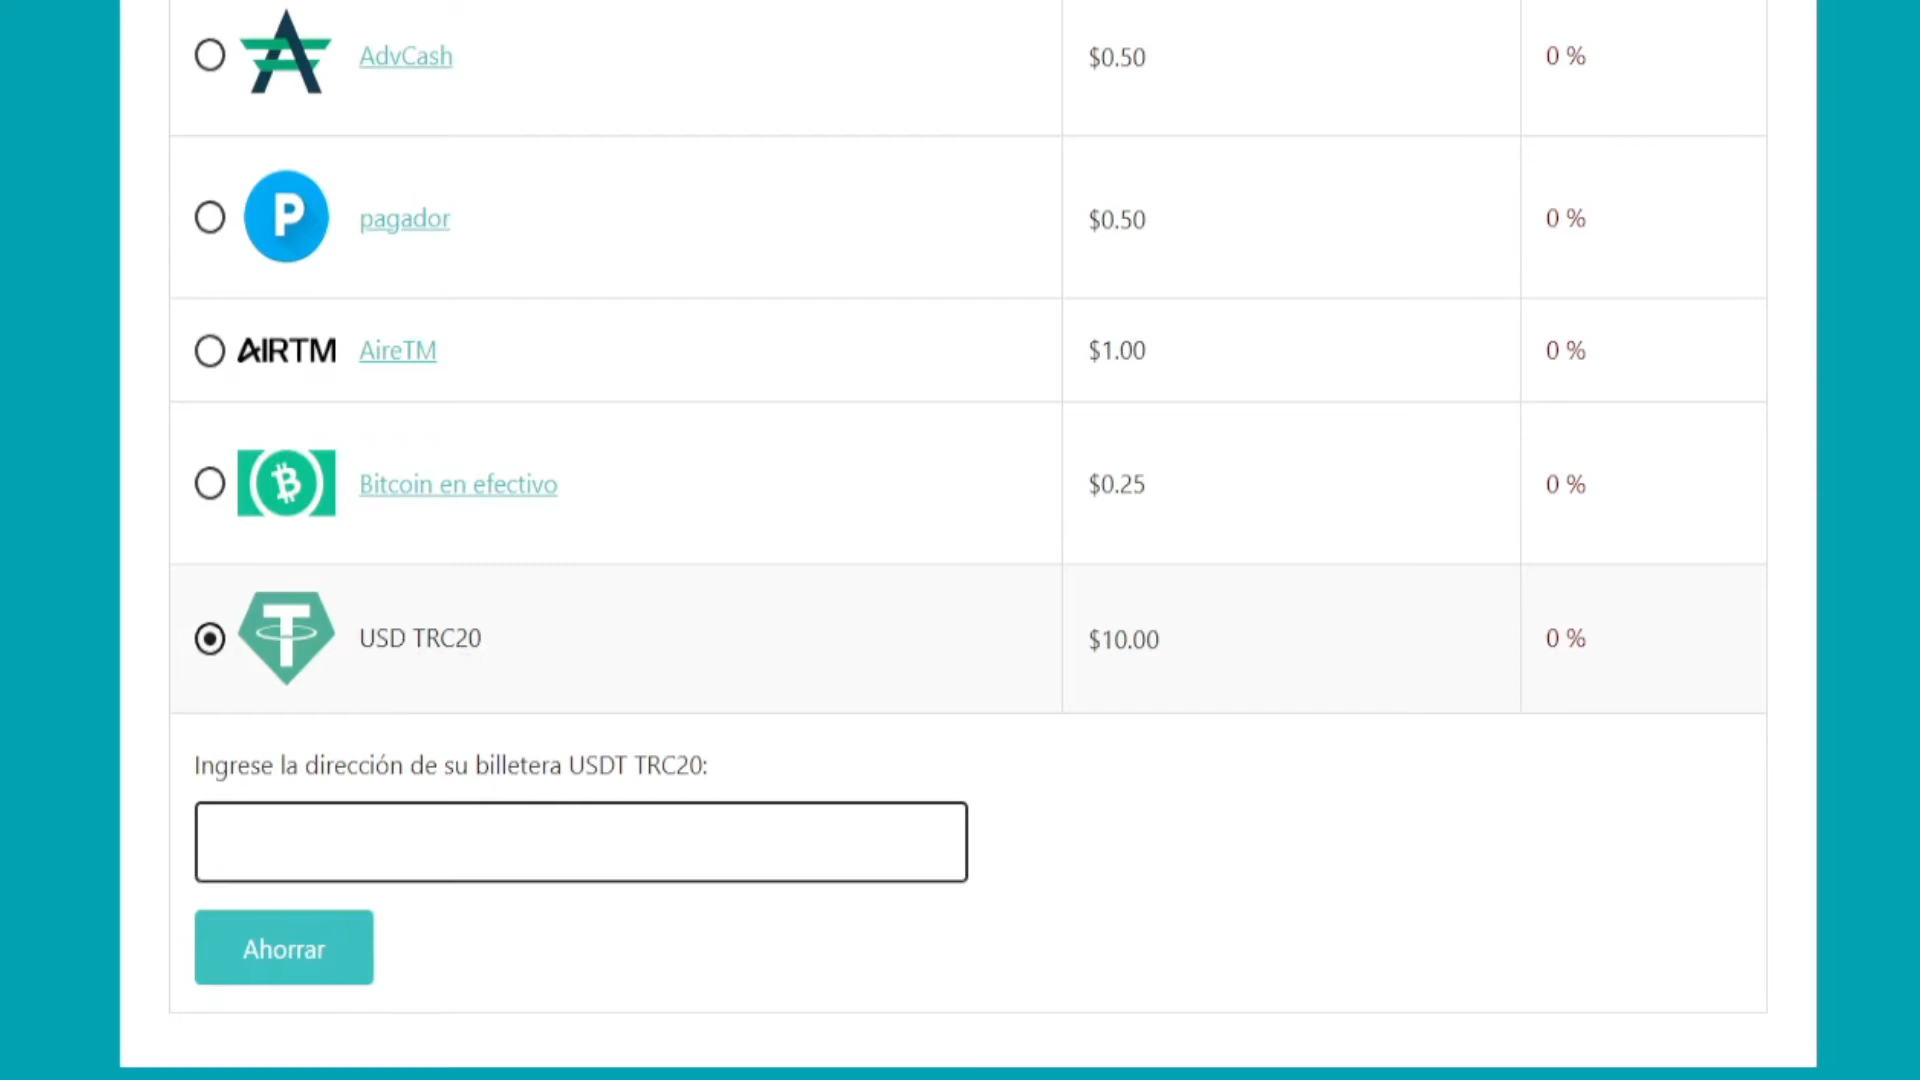 AdvCash $0.50 0 %
P pagador $0.50 0 %
AIRTM AireTM $1.00 0 %
Bitcoin en efectivo $0.25 0 %
USD TRC20 $10.00 0 %
Ingrese la dirección de su billetera USDT TRC20:
Ahorrar